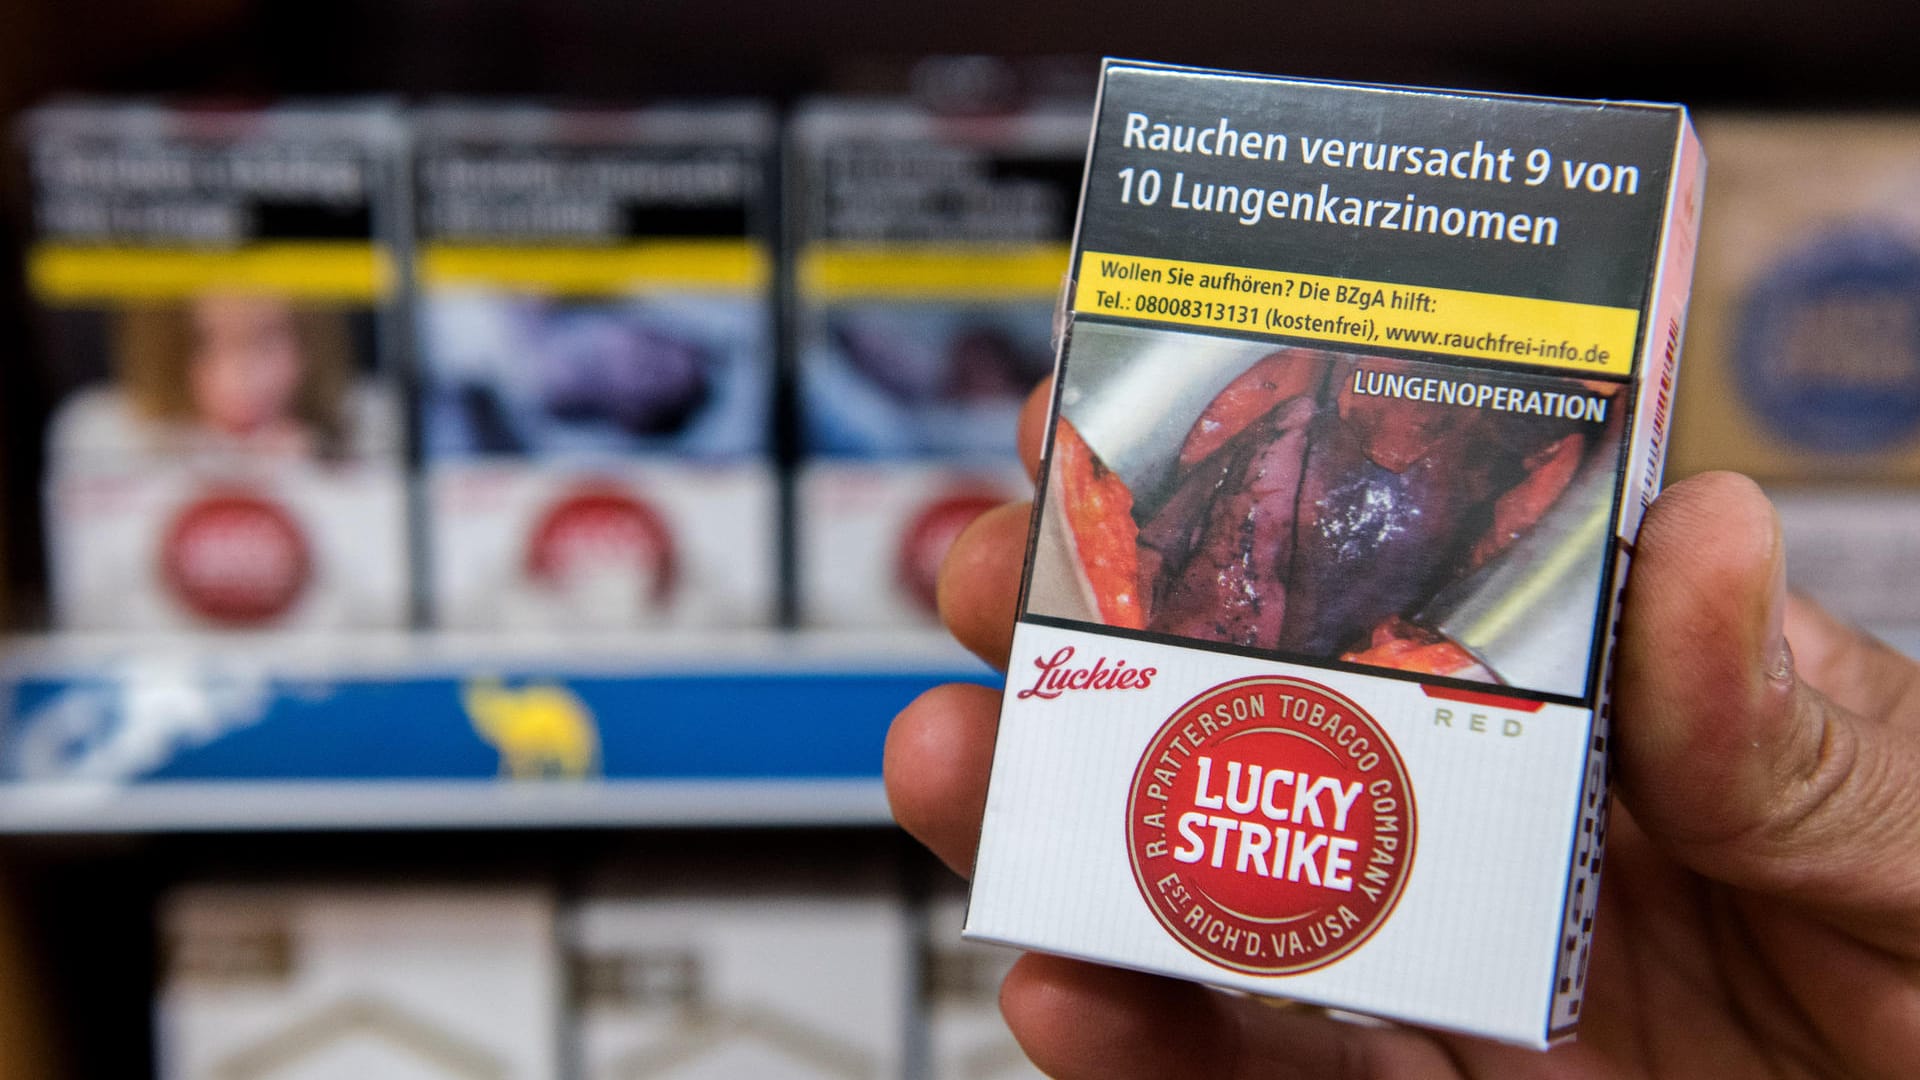 Rauchen verursacht 9 von
10 Lungenkarzinomen
Wollen Sie aufhören? Die BZgA hilft:
Tel.: 08008313131 (kostenfrei), www.rauchfrei-info.de
LUNGENOPERATION
Luckies
RED
R.A. PATTERSON TOBACCO COMPANY
LUCKY
STRIKE
EST. RICH'D. VA. USA